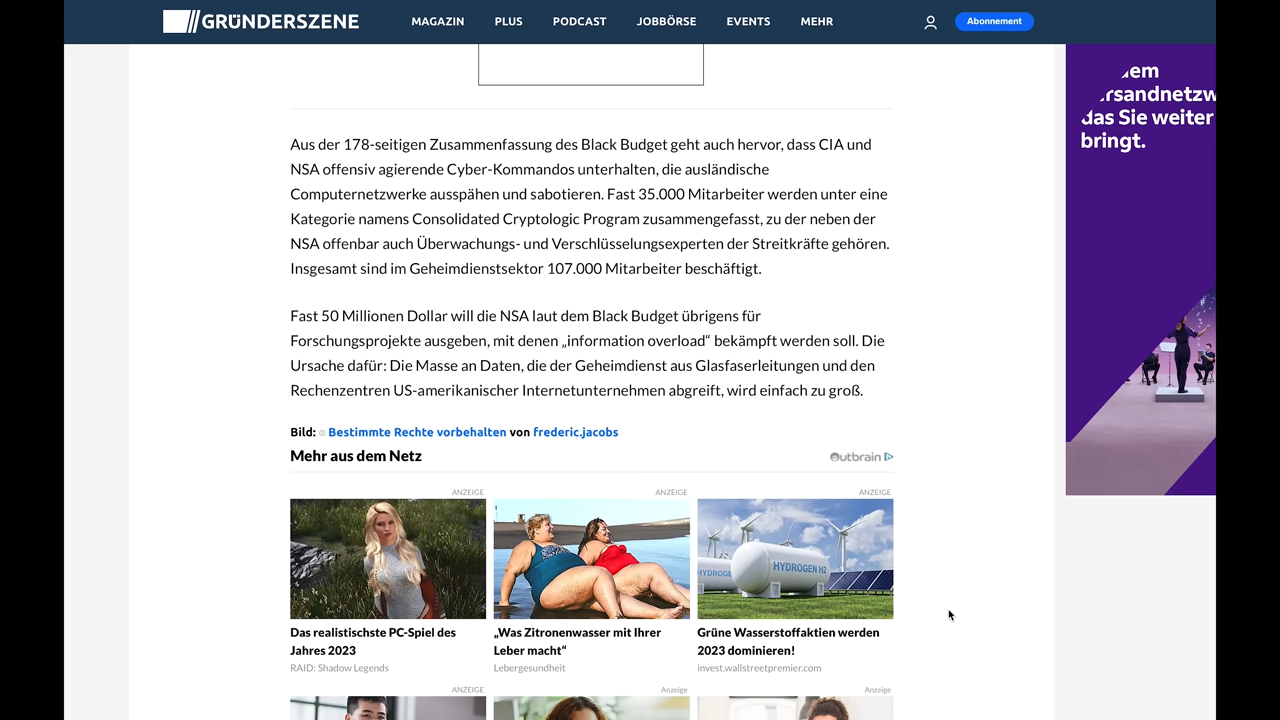 GRÜNDERSZENE
MAGAZIN PLUS PODCAST JOBBÖRSE EVENTS MEHR
Abonnement
das Sie weiter
bringt.
Aus der 178-seitigen Zusammenfassung des Black Budget geht auch hervor, dass CIA und
NSA offensiv agierende Cyber-Kommandos unterhalten, die ausländische
Computernetzwerke ausspähen und sabotieren. Fast 35.000 Mitarbeiter werden unter eine
Kategorie namens Consolidated Cryptologic Program zusammengefasst, zu der neben der
NSA offenbar auch Überwachungs- und Verschlüsselungsexperten der Streitkräfte gehören.
Insgesamt sind im Geheimdienstsektor 107.000 Mitarbeiter beschäftigt.
Fast 50 Millionen Dollar will die NSA laut dem Black Budget übrigens für
Forschungsprojekte ausgeben, mit denen „information overload“ bekämpft werden soll. Die
Ursache dafür: Die Masse an Daten, die der Geheimdienst aus Glasfaserleitungen und den
Rechenzentren US-amerikanischer Internetunternehmen abgreift, wird einfach zu groß.
Bild: Bestimmte Rechte vorbehalten von frederic.jacobs
Mehr aus dem Netz
Outbrain
ANZEIGE
ANZEIGE
ANZEIGE
HYDROGEN H2
Das realistischste PC-Spiel des
Jahres 2023
RAID: Shadow Legends
„Was Zitronenwasser mit Ihrer
Leber macht“
Lebergesundheit
Grüne Wasserstoffaktien werden
2023 dominieren!
invest.wallstreetpremier.com
ANZEIGE
Anzeige
Anzeige